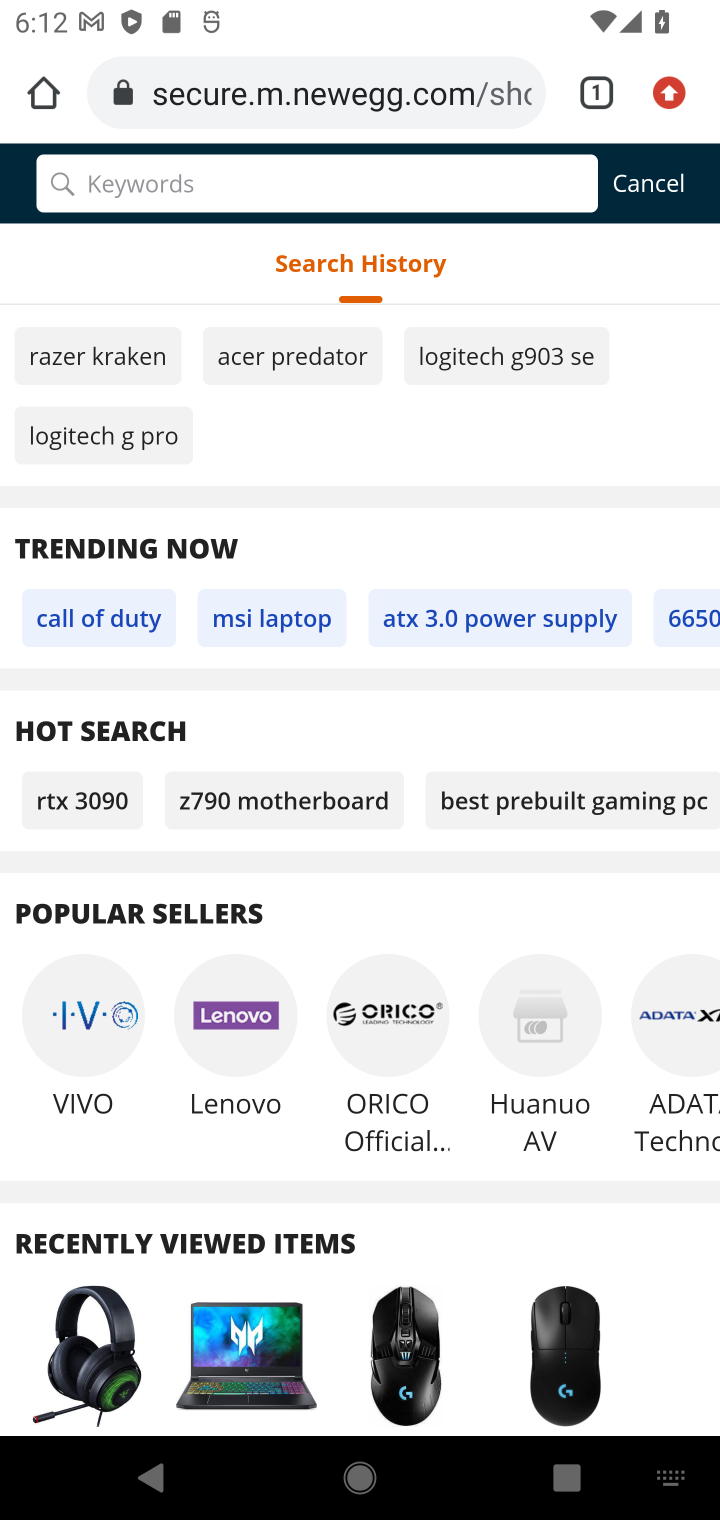 6:12
secure.m.newegg.com/sho
1
Keywords
Cancel
Search History
razer kraken
acer predator
logitech g903 se
logitech g pro
TRENDING NOW
call of duty
msi laptop
atx 3.0 power supply
6650
HOT SEARCH
rtx 3090
z790 motherboard
best prebuilt gaming pc
POPULAR SELLERS
Lenovo
ORICO
LEADING TECHNOLOGY
ADATA
VIVO
Lenovo
ORICO
Official...
Huanuo
AV
ADATA
Techno
RECENTLY VIEWED ITEMS